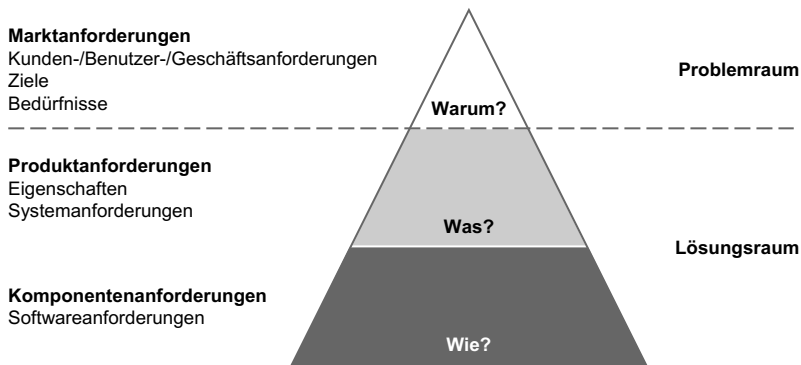 Marktanforderungen
Kunden-/Benutzer-/Geschäftsanforderungen
Ziele
Bedürfnisse
Warum?
Problemraum
Produktanforderungen
Eigenschaften
Systemanforderungen
Was?
Lösungsraum
Komponentenanforderungen
Softwareanforderungen
Wie?